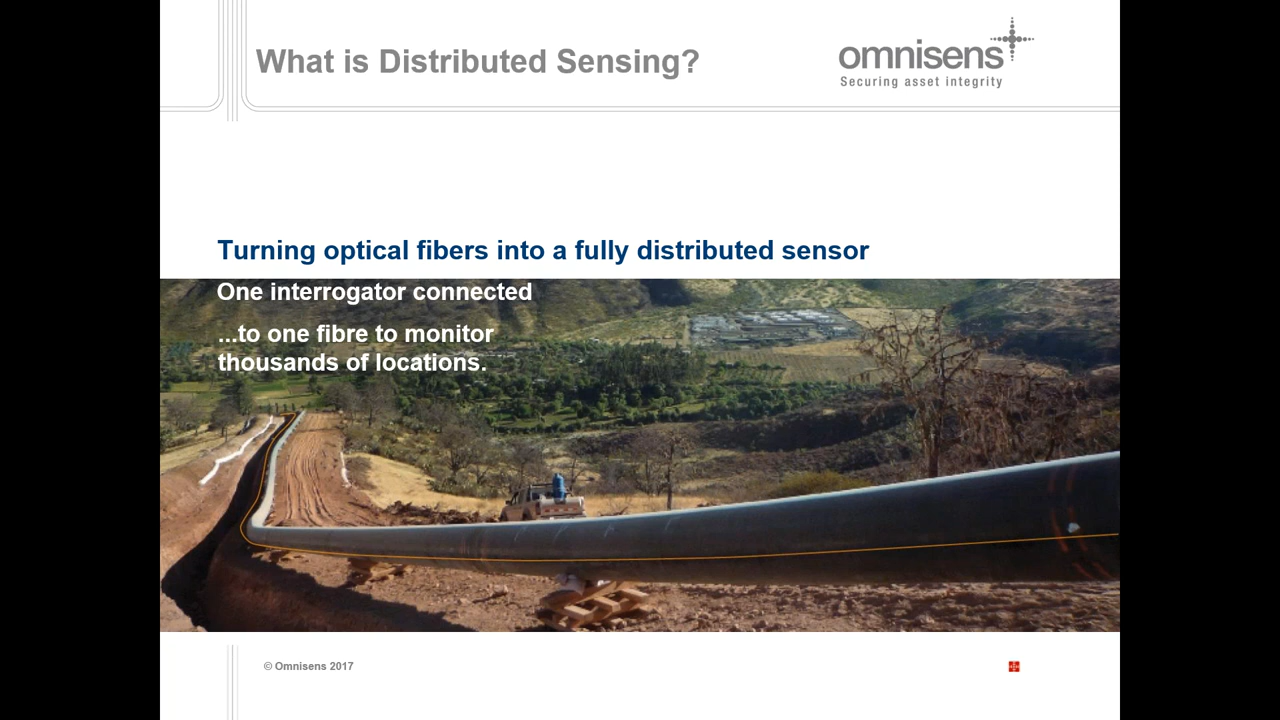 What is Distributed Sensing?
omnisens
Securing asset integrity
Turning optical fibers into a fully distributed sensor
One interrogator connected
...to one fibre to monitor
thousands of locations.
© Omnisens 2017